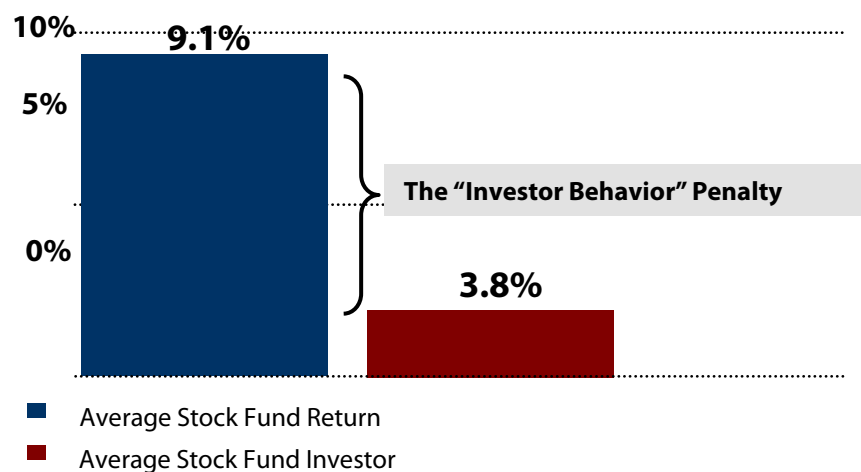 10%
9.1%
5%
The “Investor Behavior” Penalty
0%
3.8%
Average Stock Fund Return
Average Stock Fund Investor